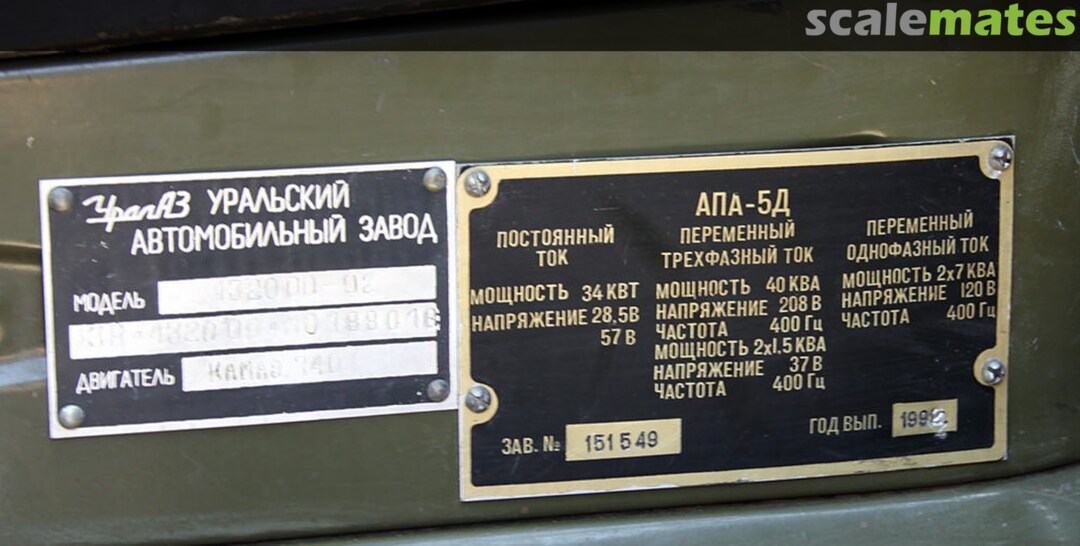 scalemates
УралАЗ УРАЛЬСКИЙ
АВТОМОБИЛЬНЫЙ ЗАВОД
МОДЕЛЬ
ДВИГАТЕЛЬ КАМАЗ 740
АПА-5Д
ПОСТОЯННЫЙ
ТОК
МОЩНОСТЬ 34 КВТ
НАПРЯЖЕНИЕ 28,5В
57 В
ПЕРЕМЕННЫЙ
ТРЕХФАЗНЫЙ ТОК
МОЩНОСТЬ 40 КВА
НАПРЯЖЕНИЕ 208 В
ЧАСТОТА 400 Гц
МОЩНОСТЬ 2х1,5 КВА
НАПРЯЖЕНИЕ 37 В
ЧАСТОТА 400 Гц
ПЕРЕМЕННЫЙ
ОДНОФАЗНЫЙ ТОК
МОЩНОСТЬ 2х7 КВА
НАПРЯЖЕНИЕ 120 В
ЧАСТОТА 400 Гц
ЗАВ. № 151549
ГОД ВЫП.